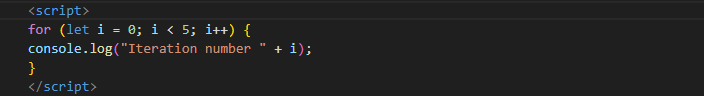 <script>
for (let i = 0; i < 5; i++) {
console.log("Iteration number " + i);
}
</script>